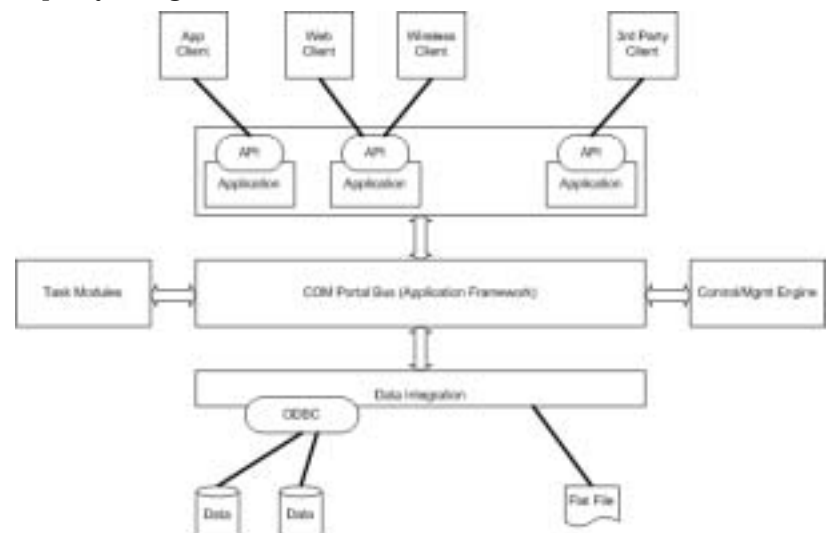 App
Client
Web
Client
Wireless
Client
3rd Party
Client
API
Application
API
Application
API
Application
Task Modules
COM Portal Bus (Application Framework)
Control/Mgmt Engine
Data Integration
ODBC
Data
Data
Flat File